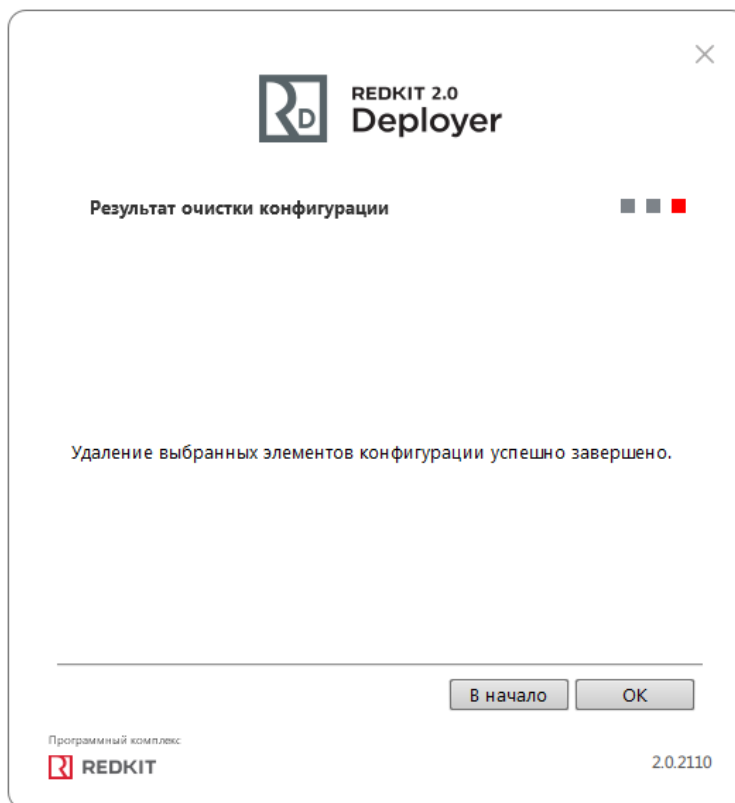 REDKIT 2.0
Deployer
Результат очистки конфигурации
Удаление выбранных элементов конфигурации успешно завершено.
В начало
ОК
Программный комплекс
REDKIT
2.0.2110